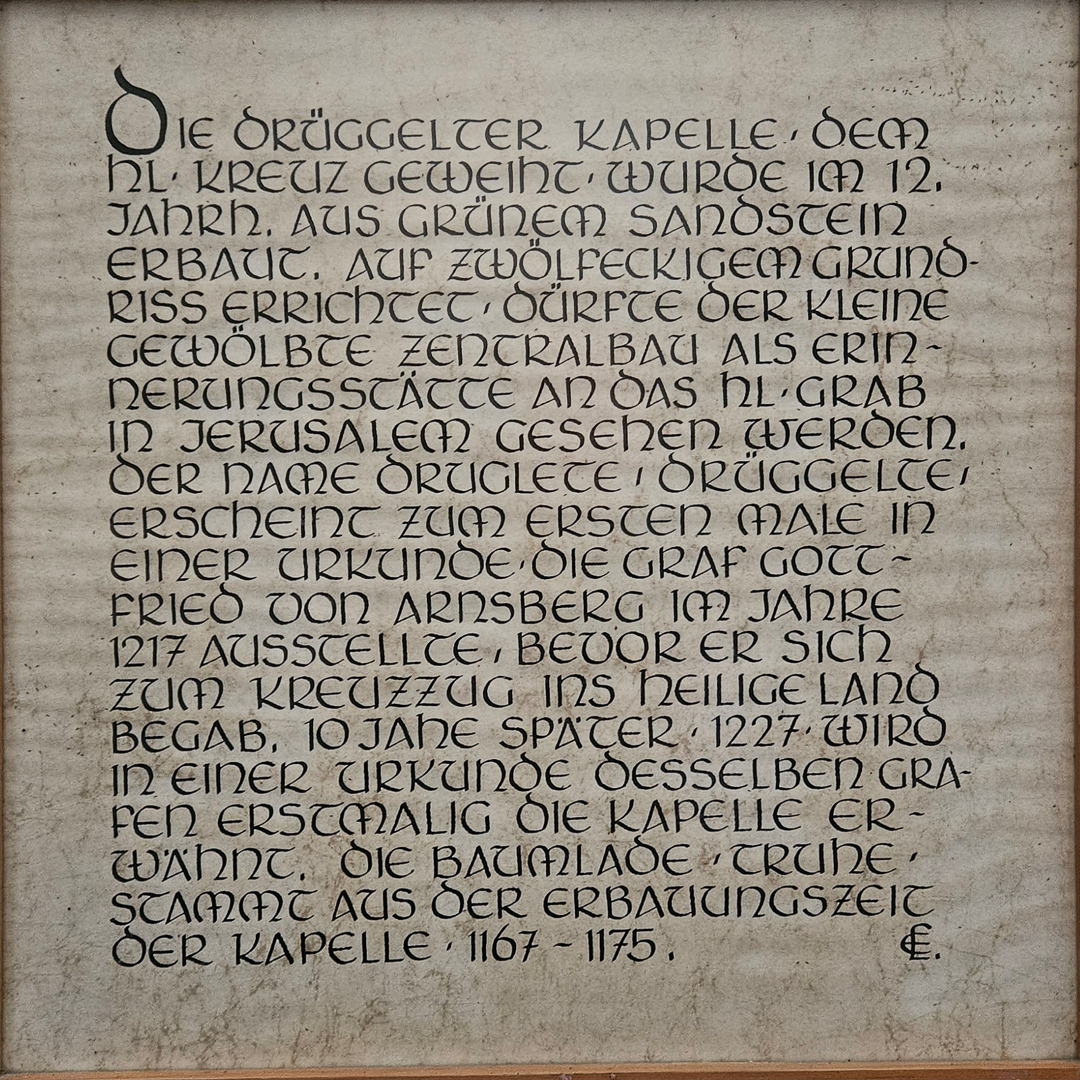 DIE DRÜGGELTER KAPELLE, DEM
HL· KREUZ GEWEIHT · WURDE IM 12.
JAHRH. AUS GRÜNEM SANDSTEIN
ERBAUT. AUF ZWÖLFECKIGEM GRUND-
RISS ERRICHTET, DÜRFTE DER KLEINE
GEWÖLBTE ZENTRALBAU ALS ERIN-
NERUNGSSTÄTTE AN DAS HL·GRAB
IN JERUSALEM GESEHEN WERDEN.
DER NAME DRUGLETE / DRÜGGELTE /
ERSCHEINT ZUM ERSTEN MALE IN
EINER URKUNDE·DIE GRAF GOTT-
FRIED VON ARNSBERG IM JAHRE
1217 AUSSTELLTE, BEVOR ER SICH
ZUM KREUZZUG INS HEILIGE LAND
BEGAB. 10 JAHE SPÄTER · 1227· WIRD
IN EINER URKUNDE DESSELBEN GRA-
FEN ERSTMALIG DIE KAPELLE ER-
WÄHNT. DIE BAUMLADE / TRUHE /
STAMMT AUS DER ERBAUUNGSZEIT
DER KAPELLE · 1167 - 1175. CE.